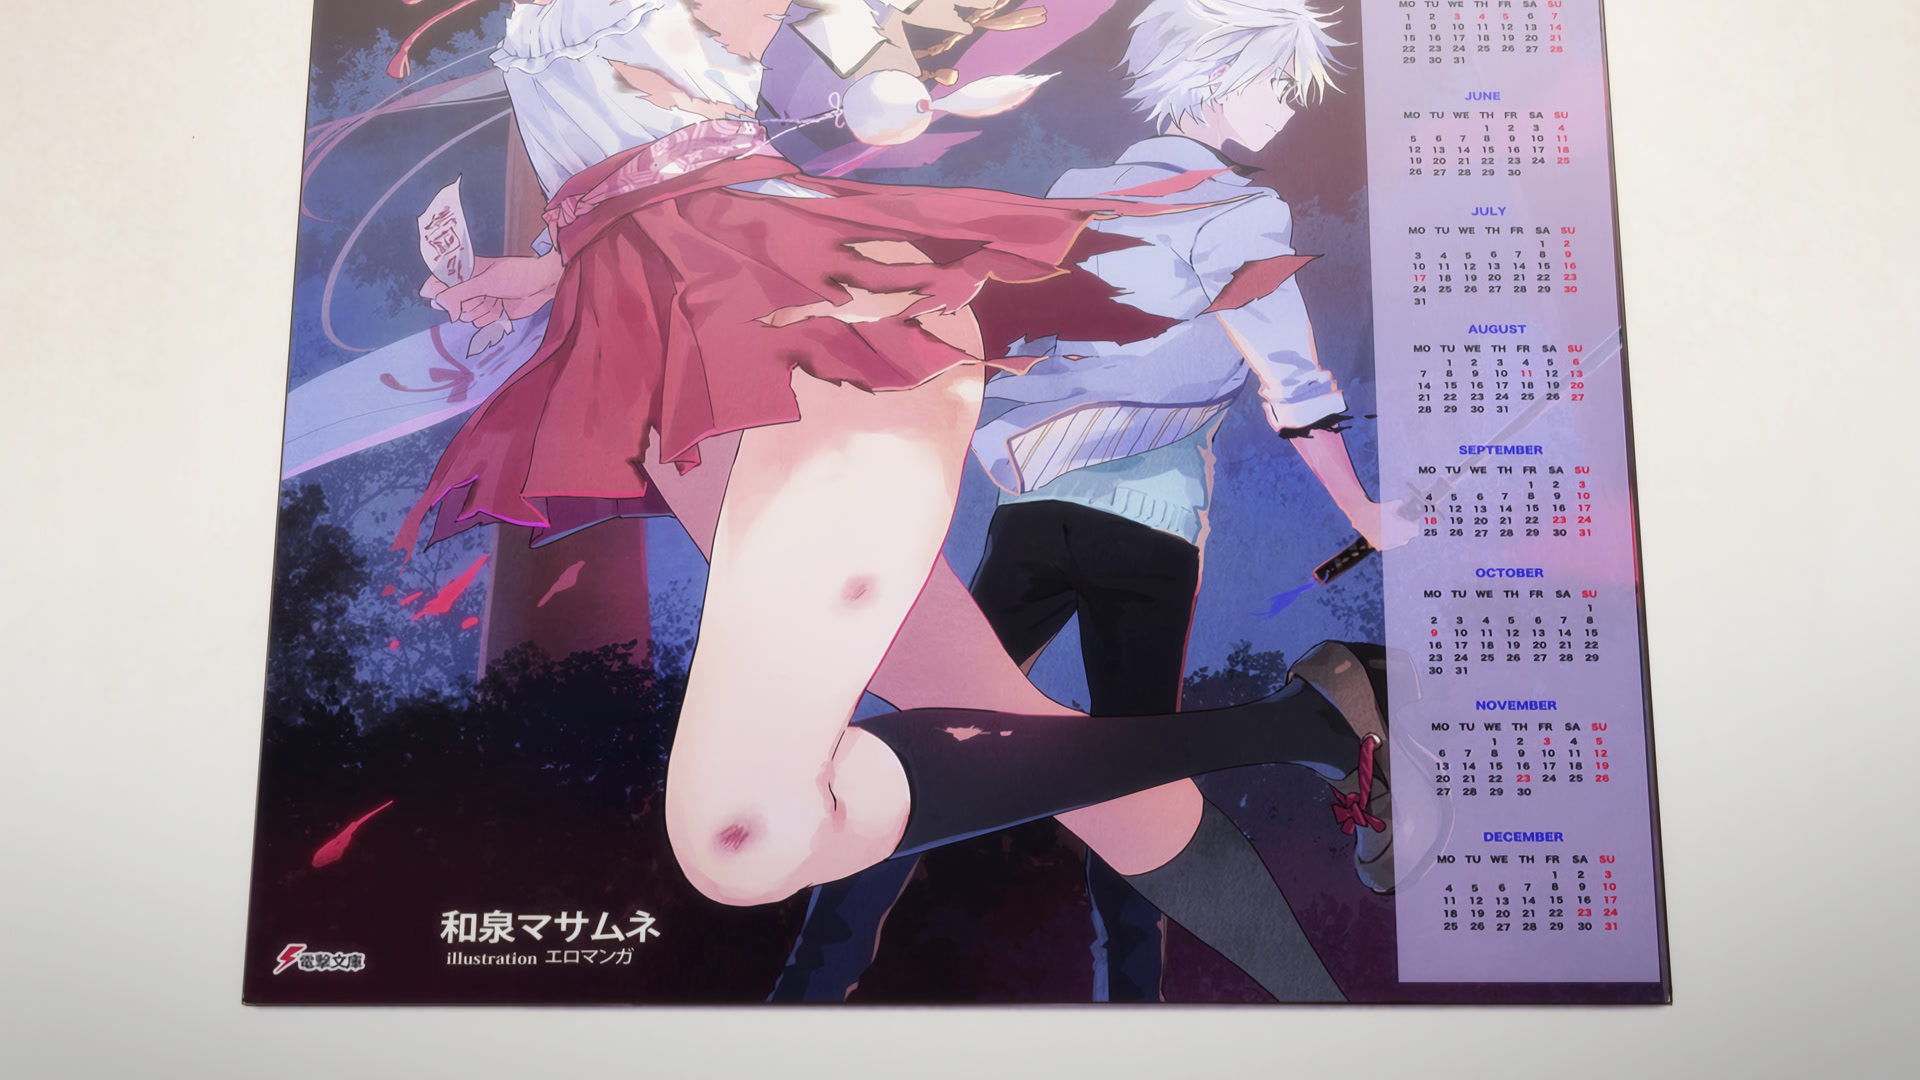 MO TU WE TH FR SA SU
1 2 3 4 5 6 7
8 9 10 11 12 13 14
15 16 17 18 19 20 21
22 23 24 25 26 27 28
29 30 31
JUNE
MO TU WE TH FR SA SU
1 2 3 4
5 6 7 8 9 10 11
12 13 14 15 16 17 18
19 20 21 22 23 24 25
26 27 28 29 30
JULY
MO TU WE TH FR SA SU
1 2
3 4 5 6 7 8 9
10 11 12 13 14 15 16
17 18 19 20 21 22 23
24 25 26 27 28 29 30
31
AUGUST
MO TU WE TH FR SA SU
1 2 3 4 5 6
7 8 9 10 11 12 13
14 15 16 17 18 19 20
21 22 23 24 25 26 27
28 29 30 31
SEPTEMBER
MO TU WE TH FR SA SU
1 2 3
4 5 6 7 8 9 10
11 12 13 14 15 16 17
18 19 20 21 22 23 24
25 26 27 28 29 30 31
OCTOBER
MO TU WE TH FR SA SU
1
2 3 4 5 6 7 8
9 10 11 12 13 14 15
16 17 18 19 20 21 22
23 24 25 26 27 28 29
30 31
NOVEMBER
MO TU WE TH FR SA SU
1 2 3 4 5
6 7 8 9 10 11 12
13 14 15 16 17 18 19
20 21 22 23 24 25 26
27 28 29 30
DECEMBER
MO TU WE TH FR SA SU
1 2 3
4 5 6 7 8 9 10
11 12 13 14 15 16 17
18 19 20 21 22 23 24
25 26 27 28 29 30 31
和泉マサムネ
illustration エロマンガ
電撃文庫